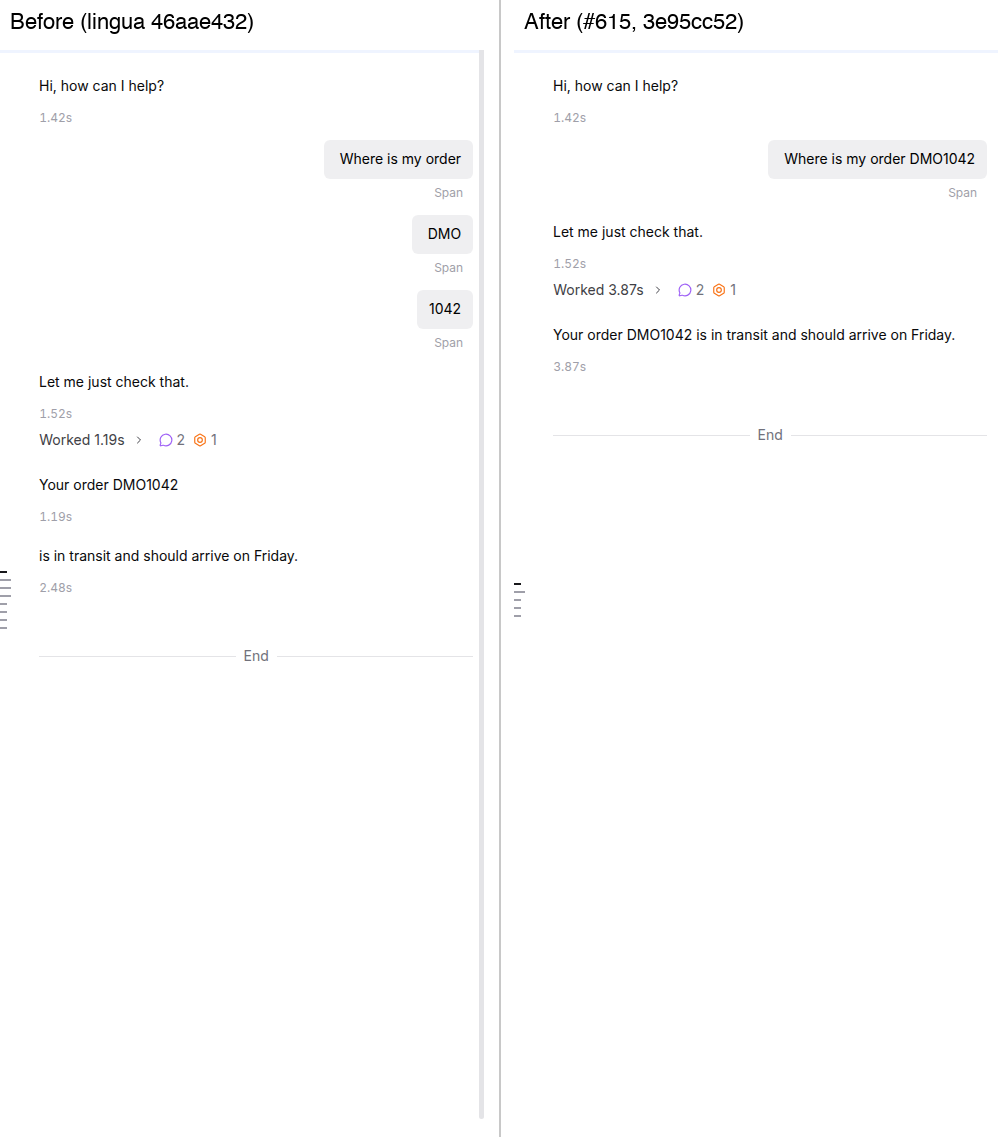 Before (lingua 46aae432)
Hi, how can I help?
1.42s
Where is my order
Span
DMO
Span
1042
Span
Let me just check that.
1.52s
Worked 1.19s > 2 1
Your order DMO1042
1.19s
is in transit and should arrive on Friday.
2.48s
End
After (#615, 3e95cc52)
Hi, how can I help?
1.42s
Where is my order DMO1042
Span
Let me just check that.
1.52s
Worked 3.87s > 2 1
Your order DMO1042 is in transit and should arrive on Friday.
3.87s
End